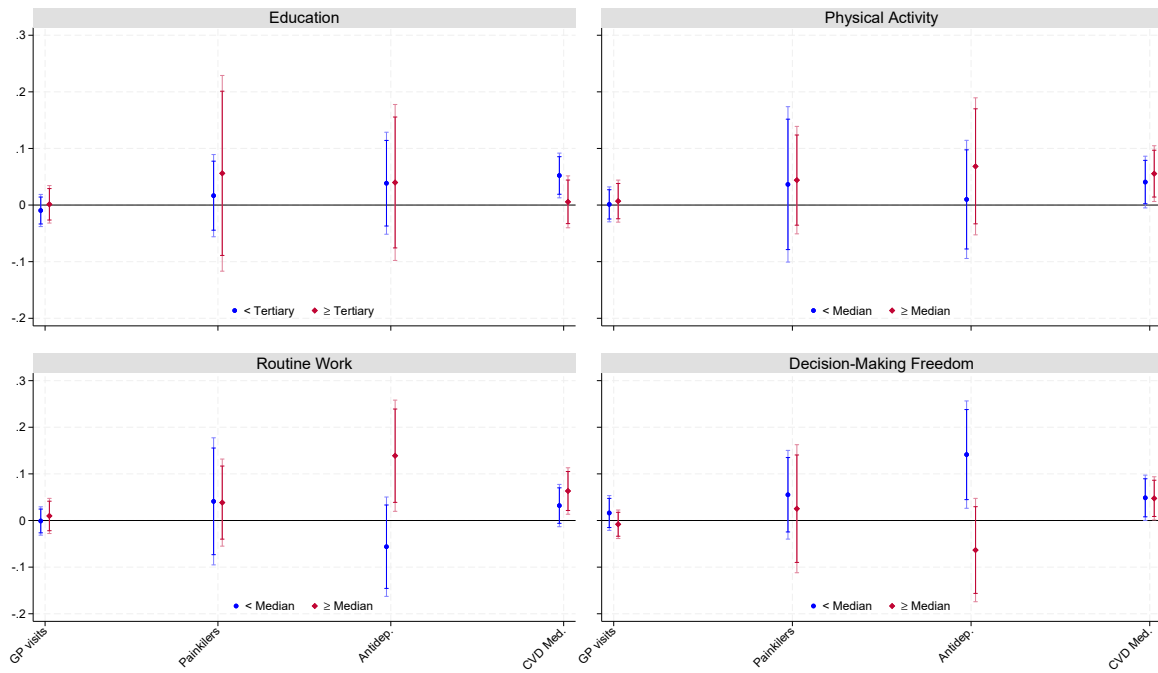 Education
Physical Activity
.3
.2
.1
0
-.1
-.2
< Tertiary
≥ Tertiary
< Median
≥ Median
Routine Work
Decision-Making Freedom
.3
.2
.1
0
-.1
-.2
< Median
≥ Median
< Median
≥ Median
GP visits
Painkilers
Antidep.
CVD Med.
GP visits
Painkilers
Antidep.
CVD Med.